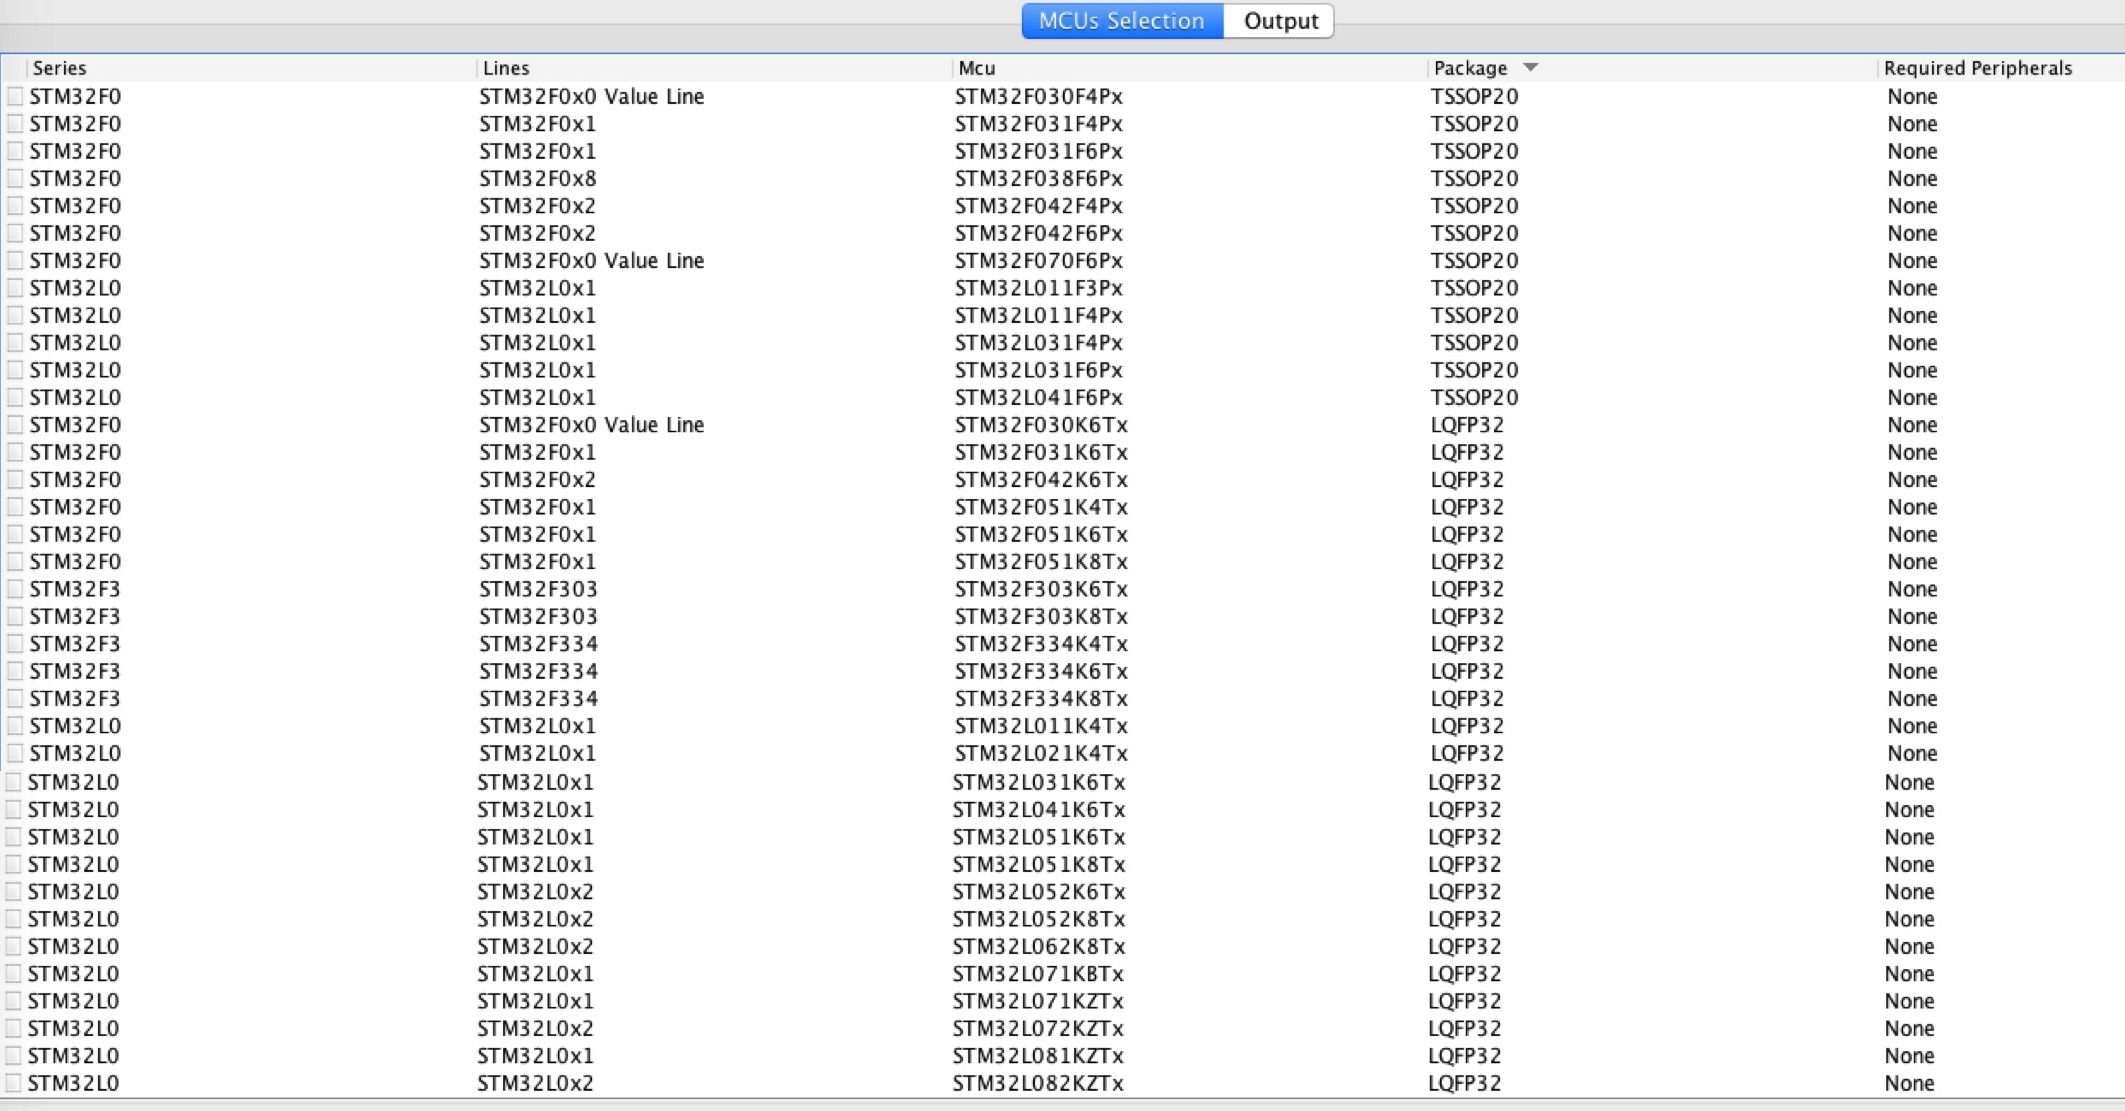 MCUs Selection Output
Series Lines Mcu Package Required Peripherals
STM32F0 STM32F0x0 Value Line STM32F030F4Px TSSOP20 None
STM32F0 STM32F0x1 STM32F031F4Px TSSOP20 None
STM32F0 STM32F0x1 STM32F031F6Px TSSOP20 None
STM32F0 STM32F0x8 STM32F038F6Px TSSOP20 None
STM32F0 STM32F0x2 STM32F042F4Px TSSOP20 None
STM32F0 STM32F0x2 STM32F042F6Px TSSOP20 None
STM32F0 STM32F0x0 Value Line STM32F070F6Px TSSOP20 None
STM32L0 STM32L0x1 STM32L011F3Px TSSOP20 None
STM32L0 STM32L0x1 STM32L011F4Px TSSOP20 None
STM32L0 STM32L0x1 STM32L031F4Px TSSOP20 None
STM32L0 STM32L0x1 STM32L031F6Px TSSOP20 None
STM32L0 STM32L0x1 STM32L041F6Px TSSOP20 None
STM32F0 STM32F0x0 Value Line STM32F030K6Tx LQFP32 None
STM32F0 STM32F0x1 STM32F031K6Tx LQFP32 None
STM32F0 STM32F0x2 STM32F042K6Tx LQFP32 None
STM32F0 STM32F0x1 STM32F051K4Tx LQFP32 None
STM32F0 STM32F0x1 STM32F051K6Tx LQFP32 None
STM32F0 STM32F0x1 STM32F051K8Tx LQFP32 None
STM32F3 STM32F303 STM32F303K6Tx LQFP32 None
STM32F3 STM32F303 STM32F303K8Tx LQFP32 None
STM32F3 STM32F334 STM32F334K4Tx LQFP32 None
STM32F3 STM32F334 STM32F334K6Tx LQFP32 None
STM32F3 STM32F334 STM32F334K8Tx LQFP32 None
STM32L0 STM32L0x1 STM32L011K4Tx LQFP32 None
STM32L0 STM32L0x1 STM32L021K4Tx LQFP32 None
STM32L0 STM32L0x1 STM32L031K6Tx LQFP32 None
STM32L0 STM32L0x1 STM32L041K6Tx LQFP32 None
STM32L0 STM32L0x1 STM32L051K6Tx LQFP32 None
STM32L0 STM32L0x1 STM32L051K8Tx LQFP32 None
STM32L0 STM32L0x2 STM32L052K6Tx LQFP32 None
STM32L0 STM32L0x2 STM32L052K8Tx LQFP32 None
STM32L0 STM32L0x2 STM32L062K8Tx LQFP32 None
STM32L0 STM32L0x1 STM32L071KBTx LQFP32 None
STM32L0 STM32L0x1 STM32L071KZTx LQFP32 None
STM32L0 STM32L0x2 STM32L072KZTx LQFP32 None
STM32L0 STM32L0x1 STM32L081KZTx LQFP32 None
STM32L0 STM32L0x2 STM32L082KZTx LQFP32 None